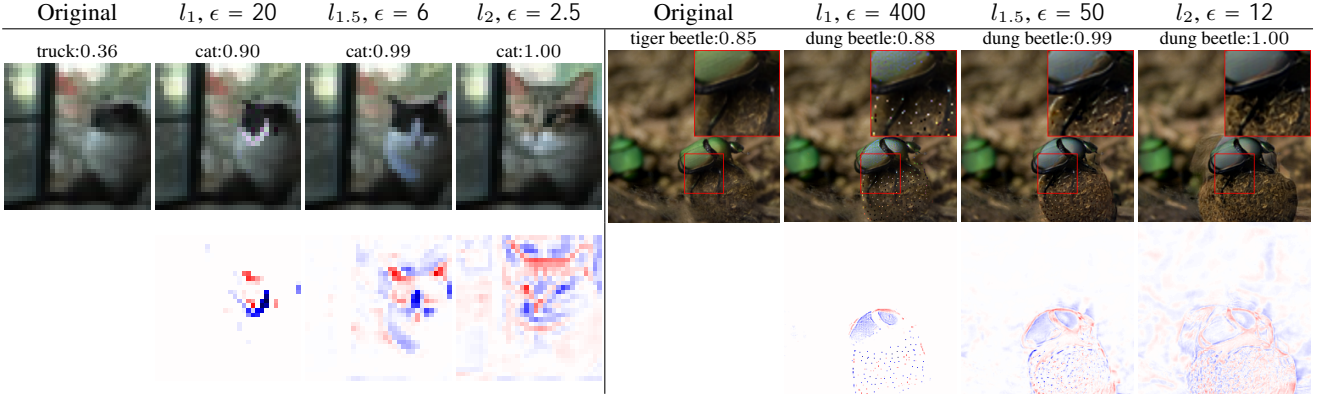 Original l₁, ϵ = 20 l₁.₅, ϵ = 6 l₂, ϵ = 2.5 Original l₁, ϵ = 400 l₁.₅, ϵ = 50 l₂, ϵ = 12
truck:0.36 cat:0.90 cat:0.99 cat:1.00 tiger beetle:0.85 dung beetle:0.88 dung beetle:0.99 dung beetle:1.00